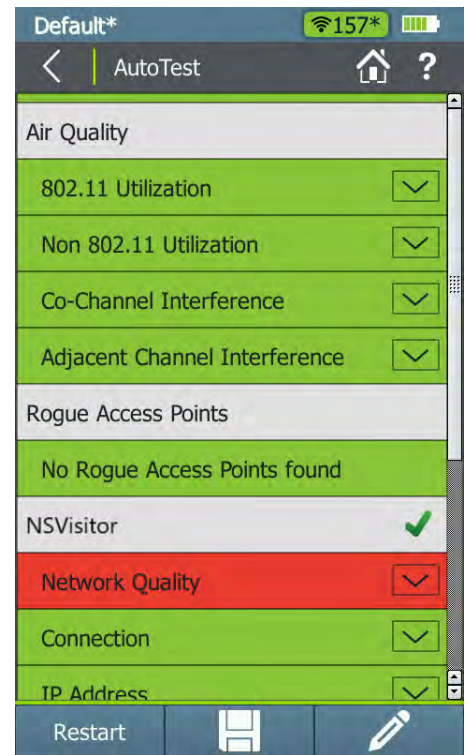 Default*
157*
AutoTest
?
Air Quality
802.11 Utilization
Non 802.11 Utilization
Co-Channel Interference
Adjacent Channel Interference
Rogue Access Points
No Rogue Access Points found
NSVisitor
Network Quality
Connection
IP Address
Restart